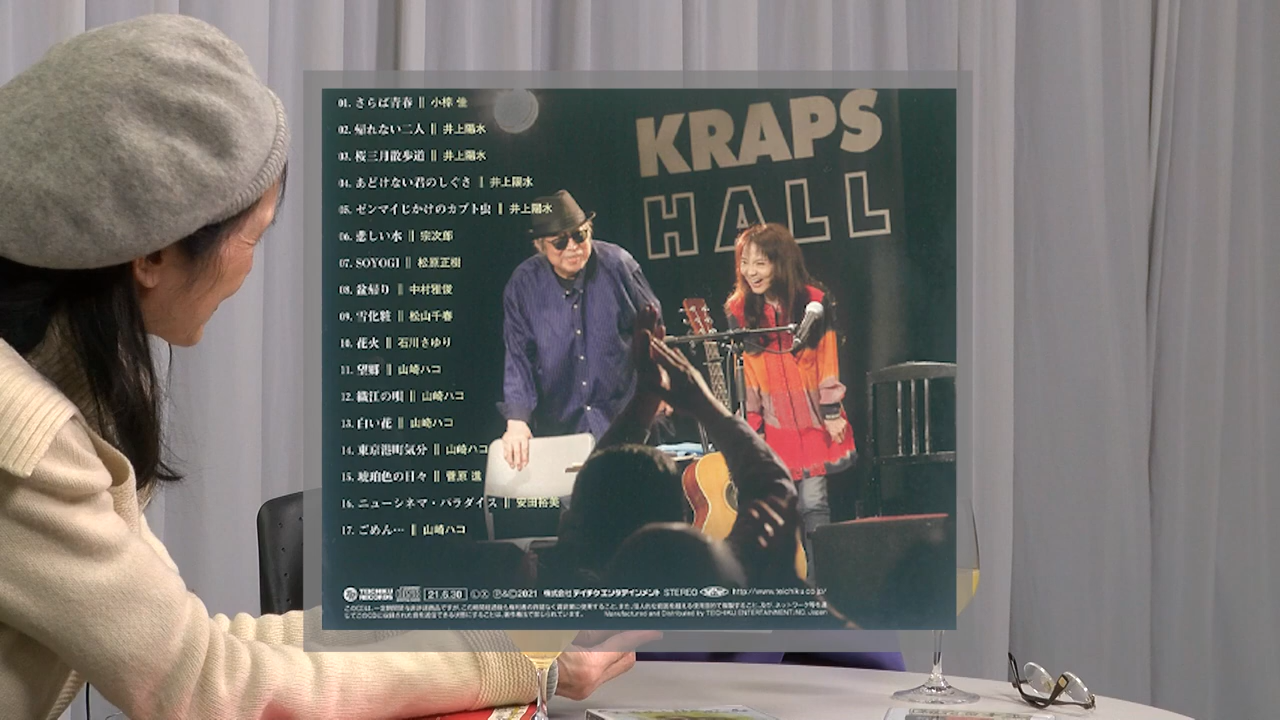 KRAPS
HALL
01. さらば青春 || 小椋 佳
02. 帰れない二人 || 井上陽水
03. 桜三月散歩道 || 井上陽水
04. あどけない君のしぐさ || 井上陽水
05. ゼンマイじかけのカブト虫 || 井上陽水
06. 悲しい水 || 宗次郎
07. SOYOGI || 松原正樹
08. 盆帰り || 中村雅俊
09. 雪化粧 || 松山千春
10. 花火 || 石川さゆり
11. 望郷 || 山崎ハコ
12. 織江の唄 || 山崎ハコ
13. 白い花 || 山崎ハコ
14. 東京港町気分 || 山崎ハコ
15. 琥珀色の日々 || 菅原 進
16. ニューシネマ・パラダイス || 安田裕美
17. ごめん… || 山崎ハコ
TEICHIKU RECORDS 21.6.30 ⓅⒸ2021 株式会社テイチクエンタテインメント STEREO http://www.teichiku.co.jp/
Manufactured and Distributed by TEICHIKU ENTERTAINMENT, INC. Japan